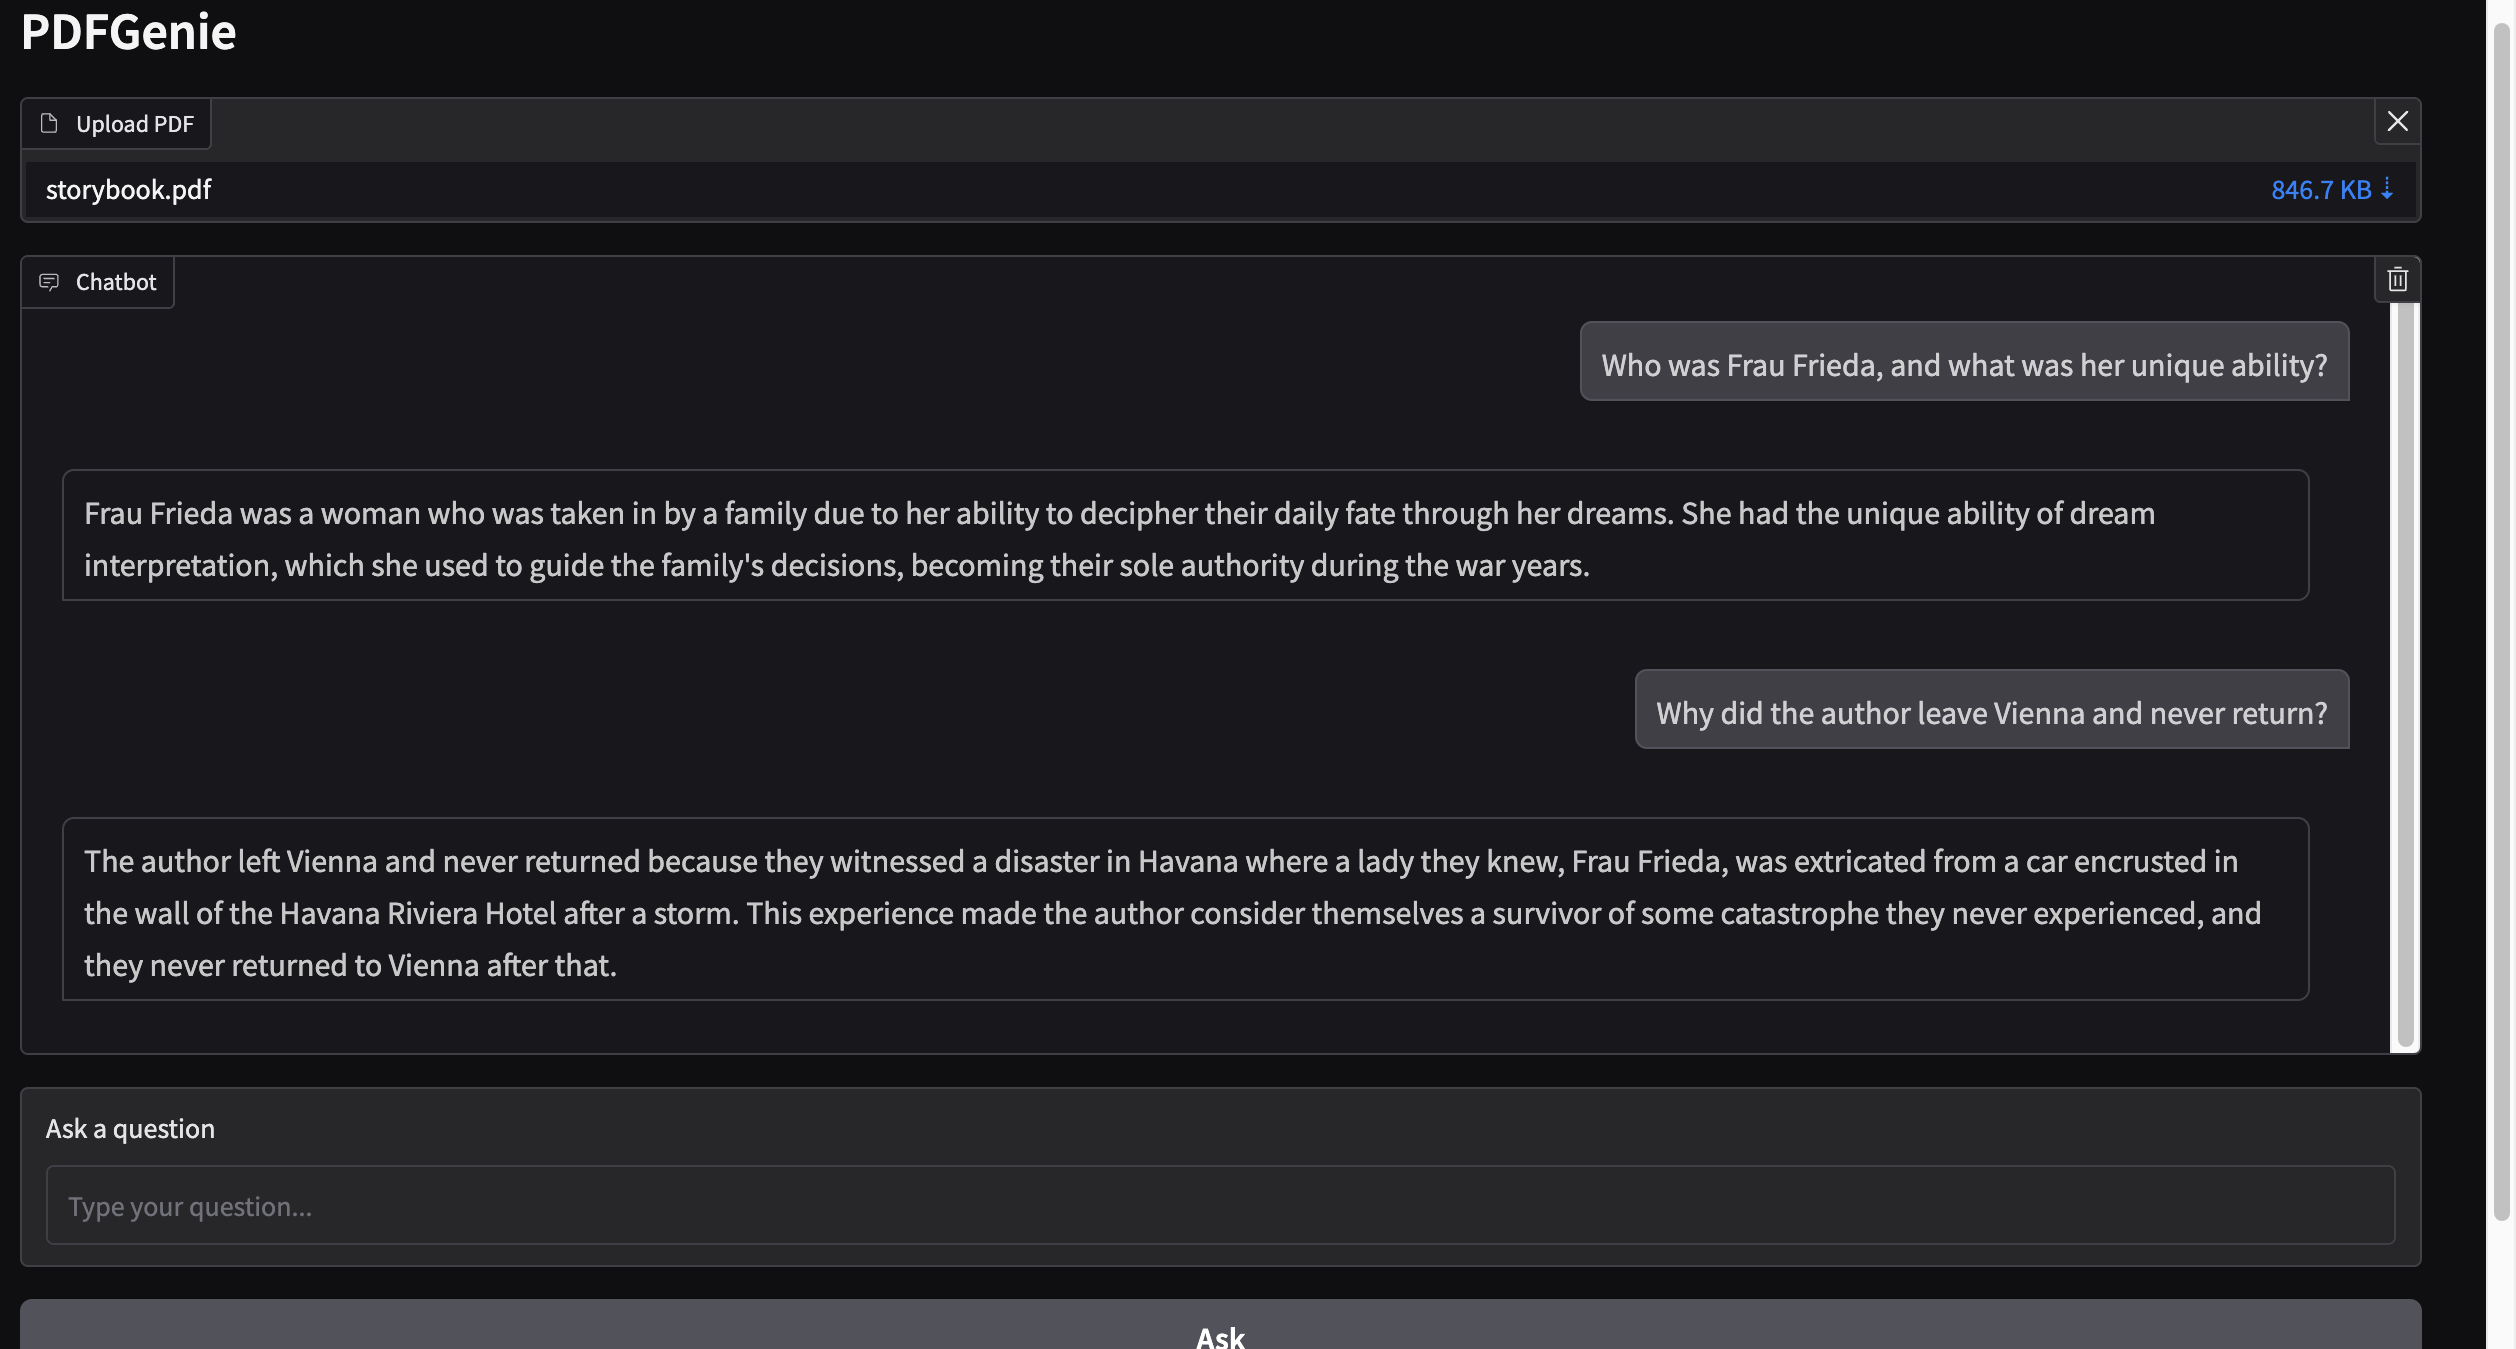 PDFGenie
Upload PDF
storybook.pdf
846.7 KB ↓
Chatbot
Who was Frau Frieda, and what was her unique ability?
Frau Frieda was a woman who was taken in by a family due to her ability to decipher their daily fate through her dreams. She had the unique ability of dream
interpretation, which she used to guide the family's decisions, becoming their sole authority during the war years.
Why did the author leave Vienna and never return?
The author left Vienna and never returned because they witnessed a disaster in Havana where a lady they knew, Frau Frieda, was extricated from a car encrusted in
the wall of the Havana Riviera Hotel after a storm. This experience made the author consider themselves a survivor of some catastrophe they never experienced, and
they never returned to Vienna after that.
Ask a question
Type your question...
Ask